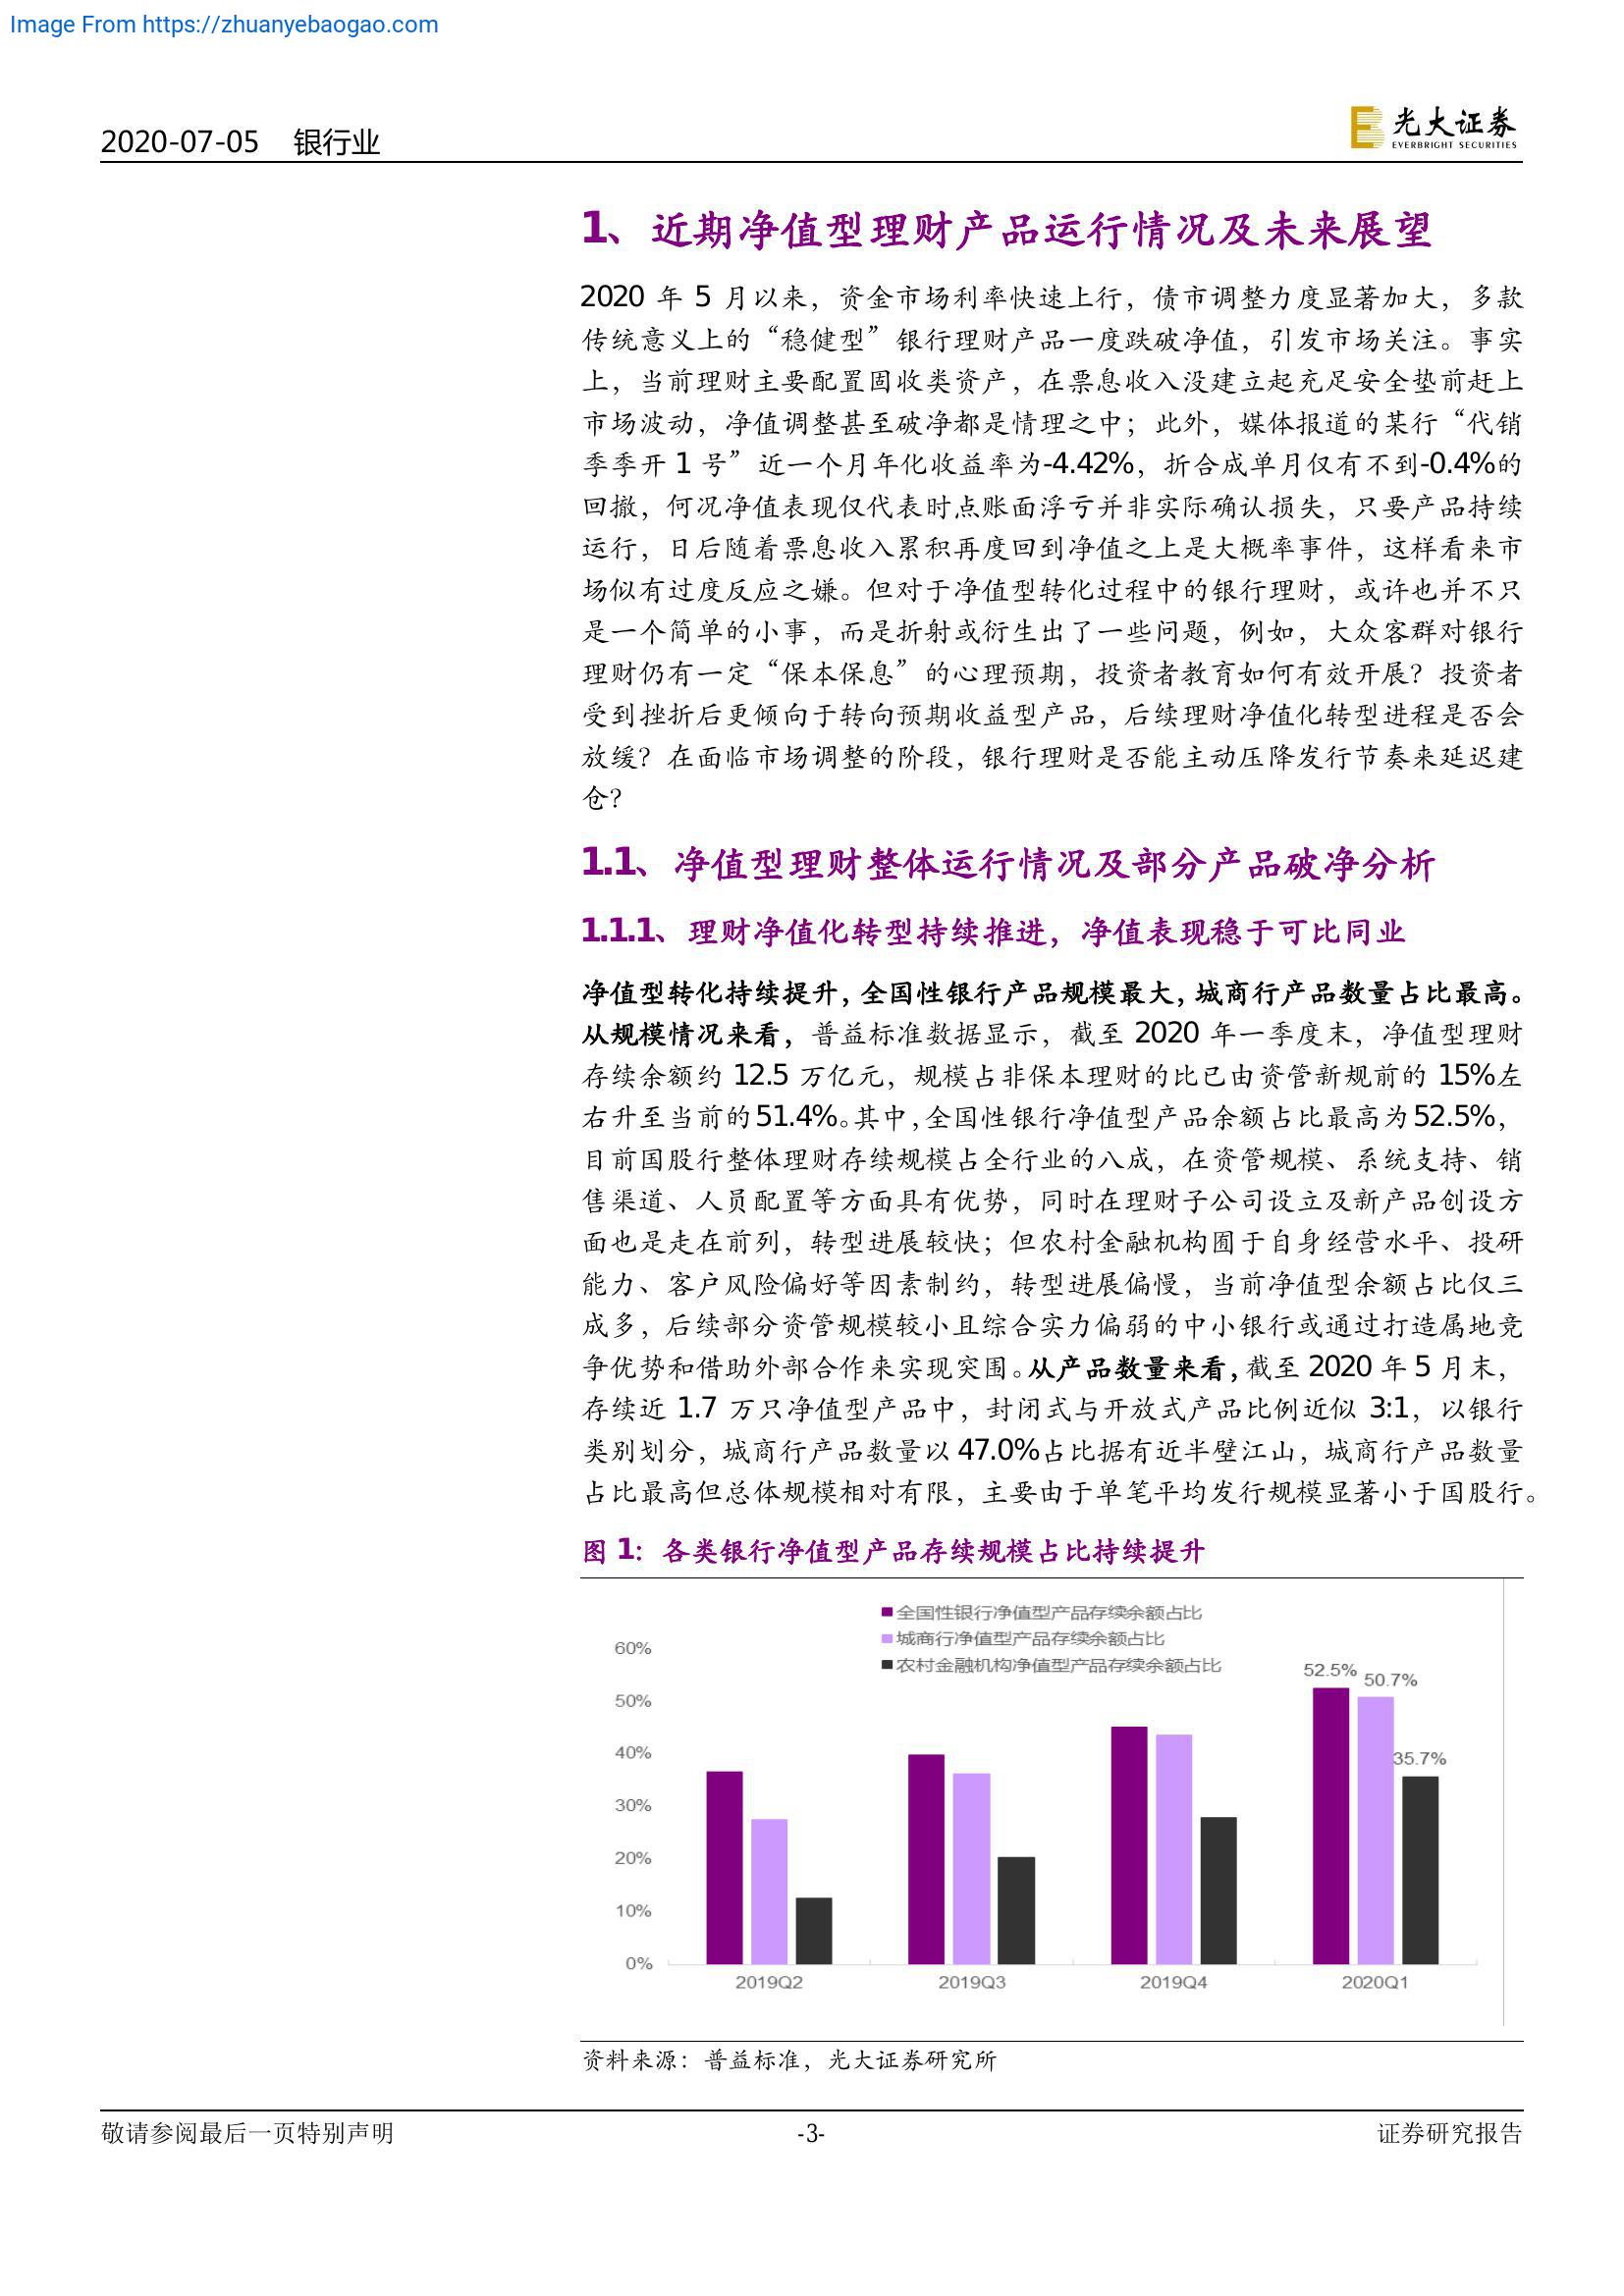 Image From https://zhuanyebaogao.com
2020-07-05 银行业
光大证券
EVERBRIGHT SECURITIES
1、近期净值型理财产品运行情况及未来展望
2020 年 5 月以来，资金市场利率快速上行，债市调整力度显著加大，多款
传统意义上的“稳健型”银行理财产品一度跌破净值，引发市场关注。事实
上，当前理财主要配置固收类资产，在票息收入没建立起充足安全垫前赶上
市场波动，净值调整甚至破净都是情理之中；此外，媒体报道的某行“代销
季季开 1 号”近一个月年化收益率为-4.42%，折合成单月仅有不到-0.4%的
回撤，何况净值表现仅代表时点账面浮亏并非实际确认损失，只要产品持续
运行，日后随着票息收入累积再度回到净值之上是大概率事件，这样看来市
场似有过度反应之嫌。但对于净值型转化过程中的银行理财，或许也并不只
是一个简单的小事，而是折射或衍生出了一些问题，例如，大众客群对银行
理财仍有一定“保本保息”的心理预期，投资者教育如何有效开展？投资者
受到挫折后更倾向于转向预期收益型产品，后续理财净值化转型进程是否会
放缓？在面临市场调整的阶段，银行理财是否能主动压降发行节奏来延迟建
仓？
1.1、净值型理财整体运行情况及部分产品破净分析
1.1.1、理财净值化转型持续推进，净值表现稳于可比同业
净值型转化持续提升，全国性银行产品规模最大，城商行产品数量占比最高。
从规模情况来看，普益标准数据显示，截至 2020 年一季度末，净值型理财
存续余额约 12.5 万亿元，规模占非保本理财的比已由资管新规前的 15%左
右升至当前的 51.4%。其中，全国性银行净值型产品余额占比最高为 52.5%，
目前国股行整体理财存续规模占全行业的八成，在资管规模、系统支持、销
售渠道、人员配置等方面具有优势，同时在理财子公司设立及新产品创设方
面也是走在前列，转型进展较快；但农村金融机构囿于自身经营水平、投研
能力、客户风险偏好等因素制约，转型进展偏慢，当前净值型余额占比仅三
成多，后续部分资管规模较小且综合实力偏弱的中小银行或通过打造属地竞
争优势和借助外部合作来实现突围。从产品数量来看，截至 2020 年 5 月末，
存续近 1.7 万只净值型产品中，封闭式与开放式产品比例近似 3:1，以银行
类别划分，城商行产品数量以 47.0%占比据有近半壁江山，城商行产品数量
占比最高但总体规模相对有限，主要由于单笔平均发行规模显著小于国股行。
图 1：各类银行净值型产品存续规模占比持续提升
全国性银行净值型产品存续余额占比
城商行净值型产品存续余额占比
农村金融机构净值型产品存续余额占比
60%
50%
40%
30%
20%
10%
0%
52.5%
50.7%
35.7%
2019Q2 2019Q3 2019Q4 2020Q1
资料来源：普益标准，光大证券研究所
敬请参阅最后一页特别声明 -3- 证券研究报告